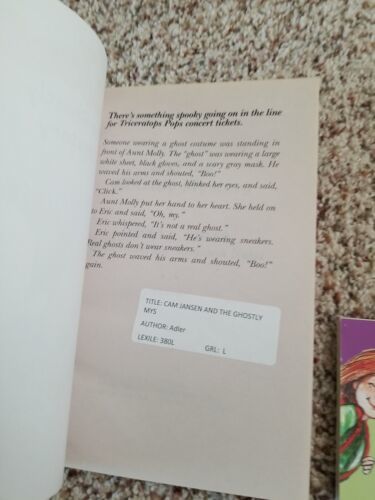 There's something spooky going on in the line
for Triceratops Pops concert tickets.
Someone wearing a ghost costume was standing in
front of Aunt Molly. The "ghost" was wearing a large
white sheet, black gloves, and a scary gray mask. He
waved his arms and shouted, "Boo!"
Cam looked at the ghost, blinked her eyes, and said,
"Click."
Aunt Molly put her hand to her heart. She held on
to Eric and said, "Oh, my."
Eric whispered, "It's not a real ghost."
Eric pointed and said, "He's wearing sneakers.
Real ghosts don't wear sneakers."
The ghost waved his arms and shouted, "Boo!"
again.
TITLE: CAM JANSEN AND THE GHOSTLY
MYS
AUTHOR: Adler
LEXILE: 380L GRL: L